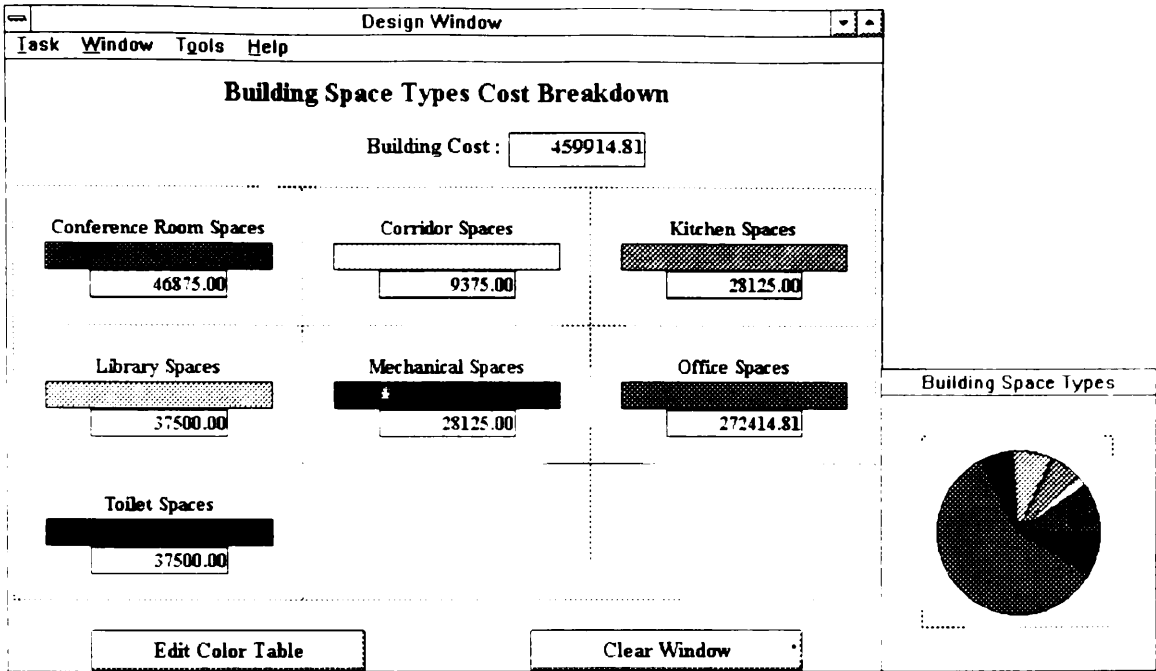 Design Window
Task Window Tools Help
Building Space Types Cost Breakdown
Building Cost : 459914.81
Conference Room Spaces Corridor Spaces Kitchen Spaces
46875.00 9375.00 28125.00
Library Spaces Mechanical Spaces Office Spaces
37500.00 28125.00 272414.81
Building Space Types
Toilet Spaces
37500.00
Edit Color Table Clear Window